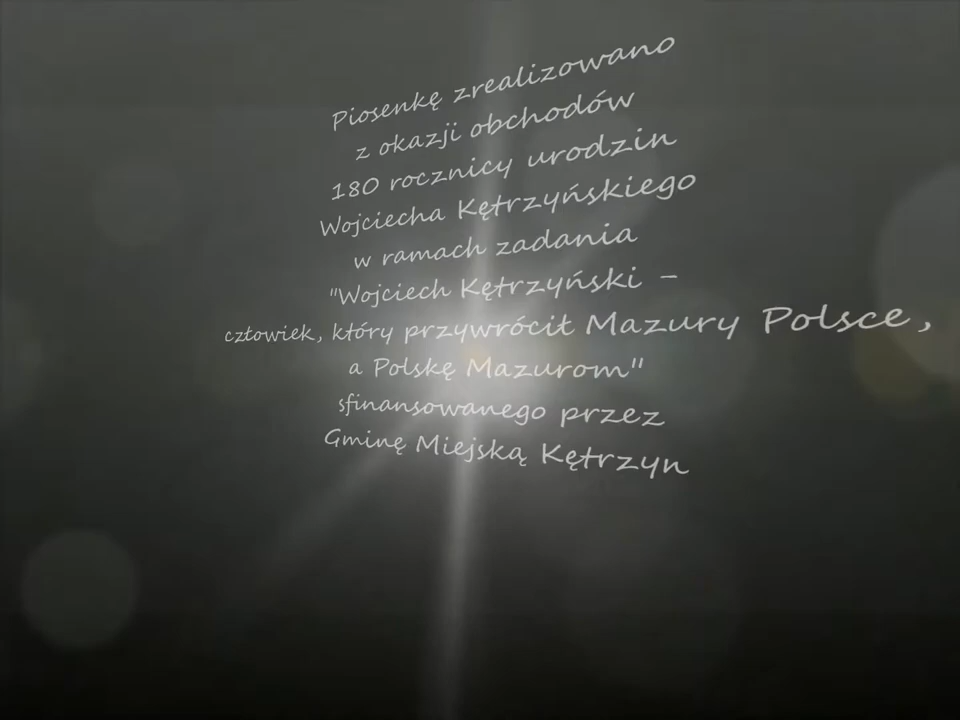 Piosenkę zrealizowano
z okazji obchodów
180 rocznicy urodzin
Wojciecha Kętrzyńskiego
w ramach zadania
"Wojciech Kętrzyński -
człowiek, który przywrócił Mazury Polsce,
a Polskę Mazurom"
sfinansowanego przez
Gminę Miejską Kętrzyn